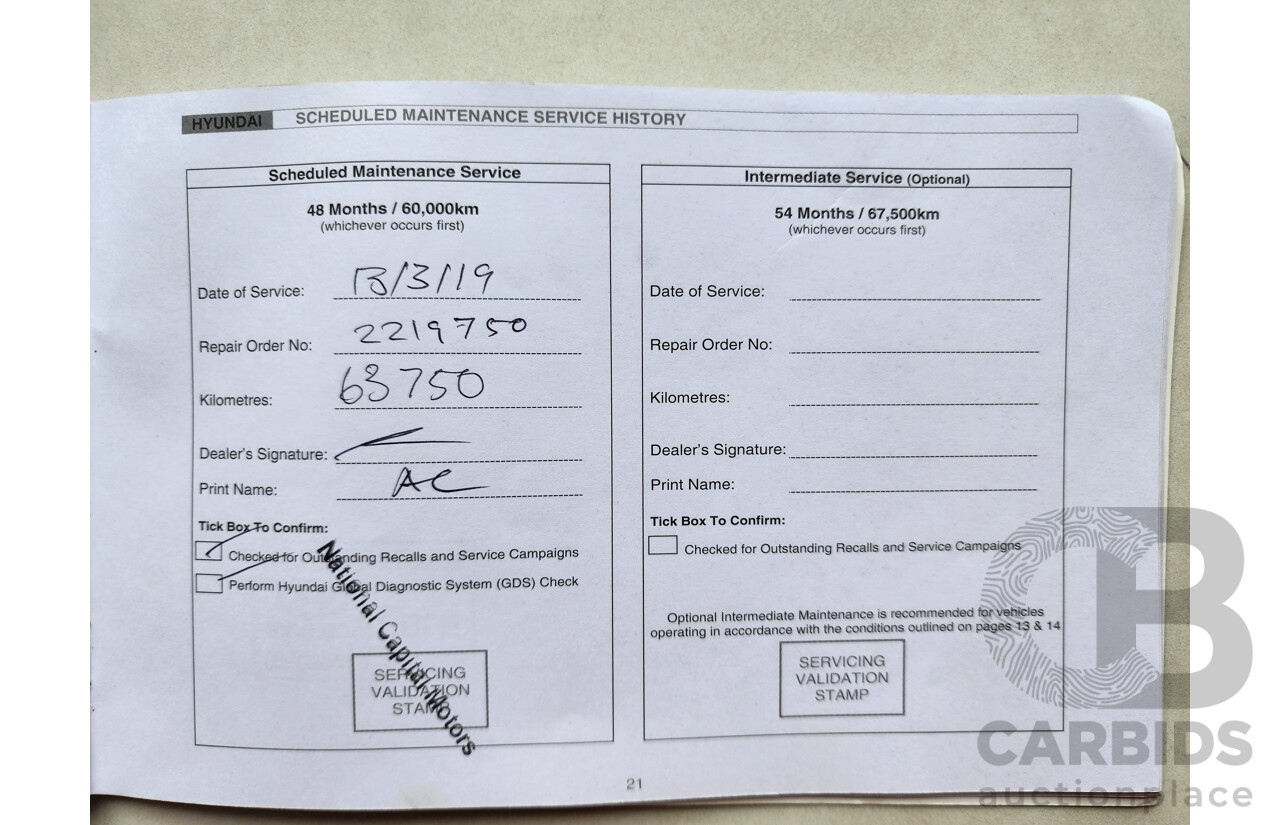 HYUNDAI SCHEDULED MAINTENANCE SERVICE HISTORY
Scheduled Maintenance Service
48 Months / 60,000km
(whichever occurs first)
Date of Service: 13/3/19
Repair Order No: 2219750
Kilometres: 63750
Dealer's Signature:
Print Name: AC
Tick Box To Confirm:
Checked for Outstanding Recalls and Service Campaigns
Perform Hyundai Global Diagnostic System (GDS) Check
National Capital Motors
SERVICING
VALIDATION
STAMP
Intermediate Service (Optional)
54 Months / 67,500km
(whichever occurs first)
Date of Service:
Repair Order No:
Kilometres:
Dealer's Signature:
Print Name:
Tick Box To Confirm:
Checked for Outstanding Recalls and Service Campaigns
Optional Intermediate Maintenance is recommended for vehicles
operating in accordance with the conditions outlined on pages 13 & 14
SERVICING
VALIDATION
STAMP
21
CB
CARBIDS
auctionplace